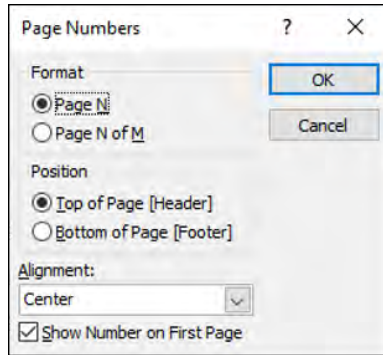 Page Numbers ? ×
Format
Page N
Page N of M
OK
Cancel
Position
Top of Page [Header]
Bottom of Page [Footer]
Alignment:
Center
Show Number on First Page